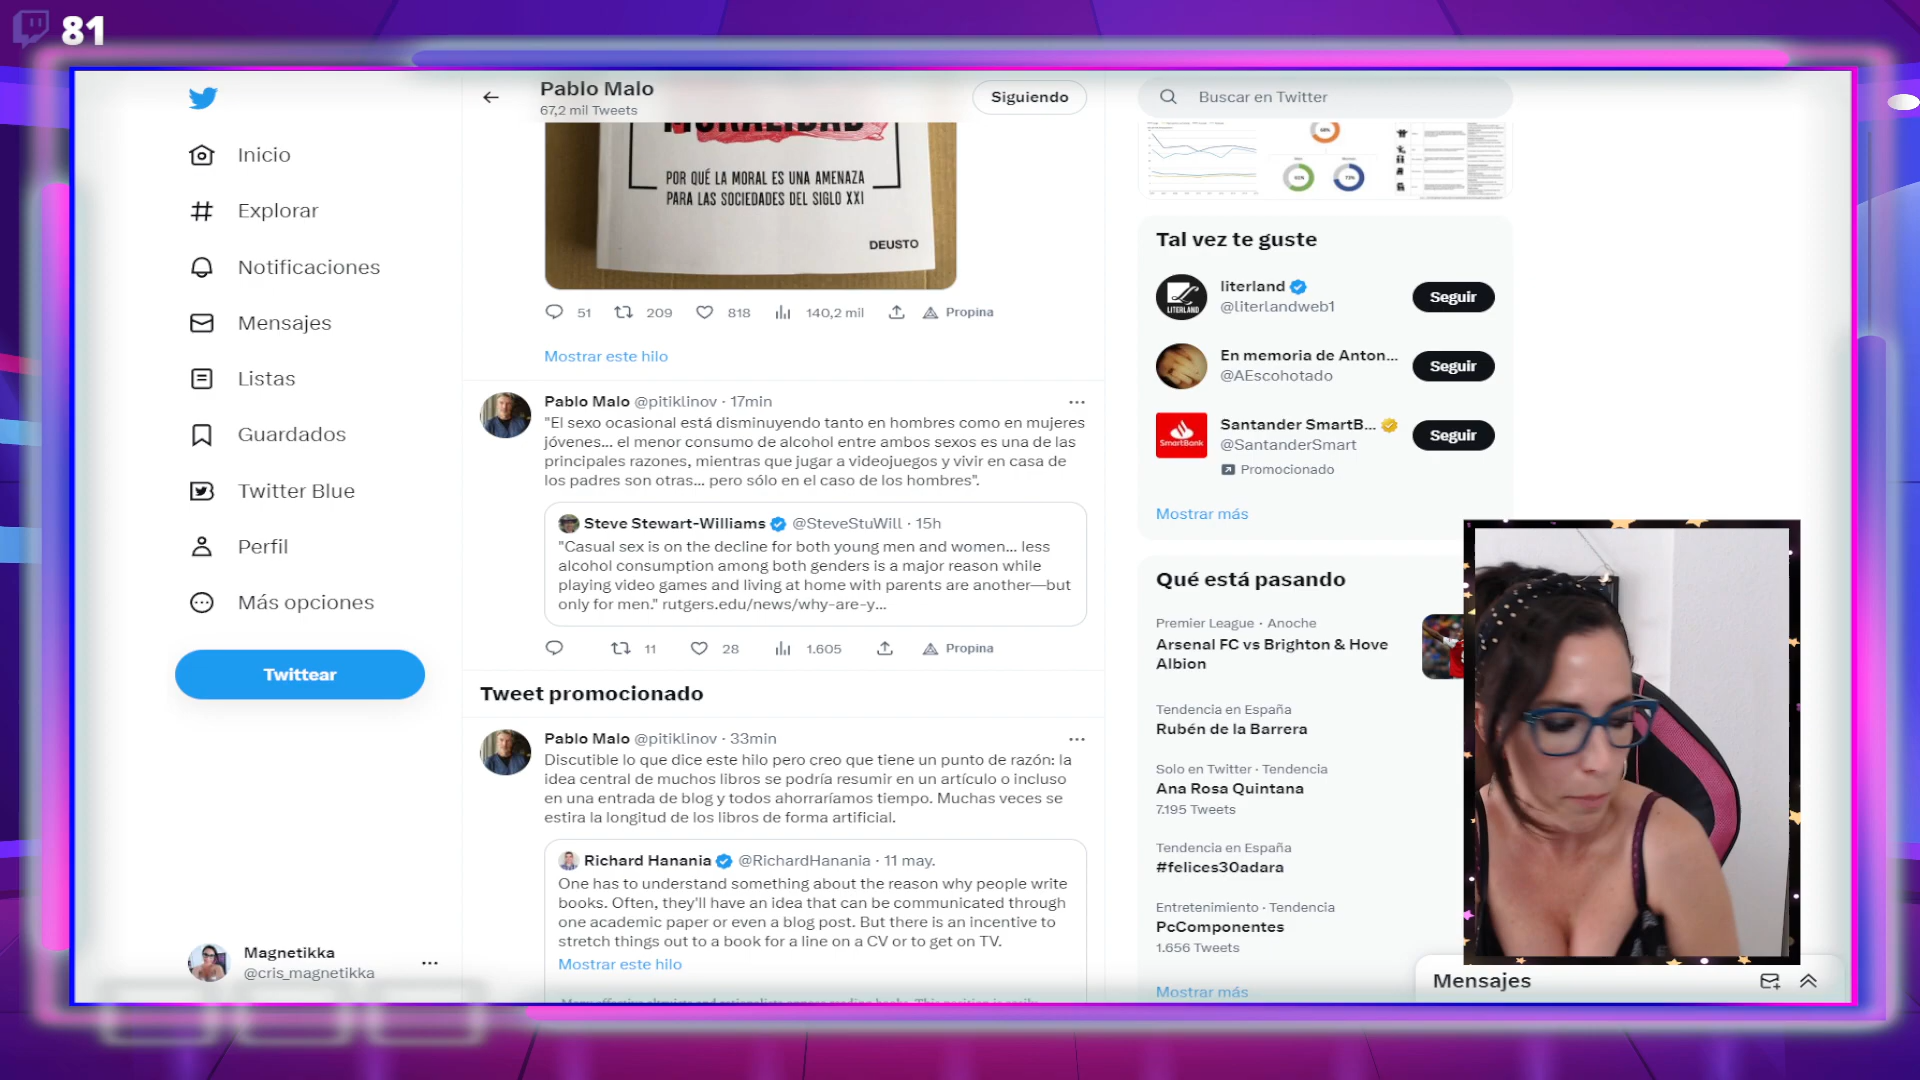 81
Inicio
Explorar
Notificaciones
Mensajes
Listas
Guardados
Twitter Blue
Perfil
Más opciones
Twittear
Magnetikka
@cris_magnetikka
Pablo Malo
67,2 mil Tweets
Siguiendo
MORALIDAD
POR QUÉ LA MORAL ES UNA AMENAZA
PARA LAS SOCIEDADES DEL SIGLO XXI
DEUSTO
51 209 818 140,2 mil Propina
Mostrar este hilo
Pablo Malo @pitiklinov · 17min
"El sexo ocasional está disminuyendo tanto en hombres como en mujeres
jóvenes... el menor consumo de alcohol entre ambos sexos es una de las
principales razones, mientras que jugar a videojuegos y vivir en casa de
los padres son otras... pero sólo en el caso de los hombres".
Steve Stewart-Williams @SteveStuWill · 15h
"Casual sex is on the decline for both young men and women... less
alcohol consumption among both genders is a major reason while
playing video games and living at home with parents are another—but
only for men." rutgers.edu/news/why-are-y...
11 28 1.605 Propina
Tweet promocionado
Pablo Malo @pitiklinov · 33min
Discutible lo que dice este hilo pero creo que tiene un punto de razón: la
idea central de muchos libros se podría resumir en un artículo o incluso
en una entrada de blog y todos ahorraríamos tiempo. Muchas veces se
estira la longitud de los libros de forma artificial.
Richard Hanania @RichardHanania · 11 may.
One has to understand something about the reason why people write
books. Often, they'll have an idea that can be communicated through
one academic paper or even a blog post. But there is an incentive to
stretch things out to a book for a line on a CV or to get on TV.
Mostrar este hilo
Buscar en Twitter
68%
61%
73%
Tal vez te guste
literland
@literlandweb1
Seguir
LITERLAND
En memoria de Anton...
@AEscohotado
Seguir
Santander SmartB...
@SantanderSmart
Promocionado
Seguir
SmartBank
Mostrar más
Qué está pasando
Premier League · Anoche
Arsenal FC vs Brighton & Hove
Albion
Tendencia en España
Rubén de la Barrera
Solo en Twitter · Tendencia
Ana Rosa Quintana
7.195 Tweets
Tendencia en España
#felices30adara
Entretenimiento · Tendencia
PcComponentes
1.656 Tweets
Mostrar más
Mensajes